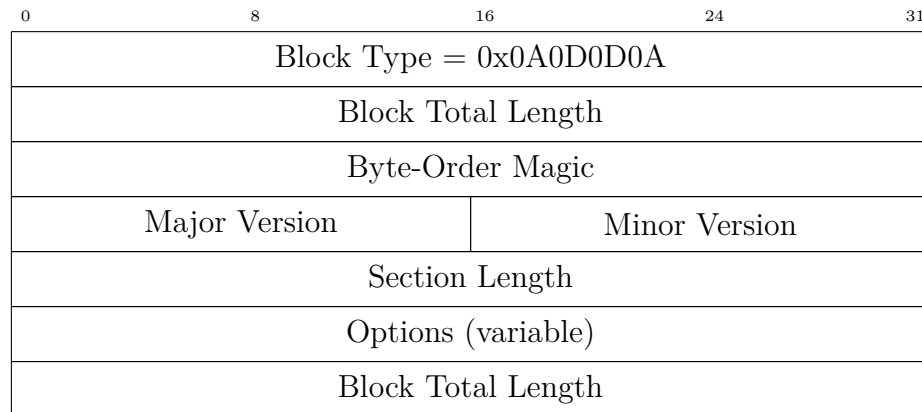 0 8 16 24 31
Block Type = 0x0A0D0D0A
Block Total Length
Byte-Order Magic
Major Version Minor Version
Section Length
Options (variable)
Block Total Length